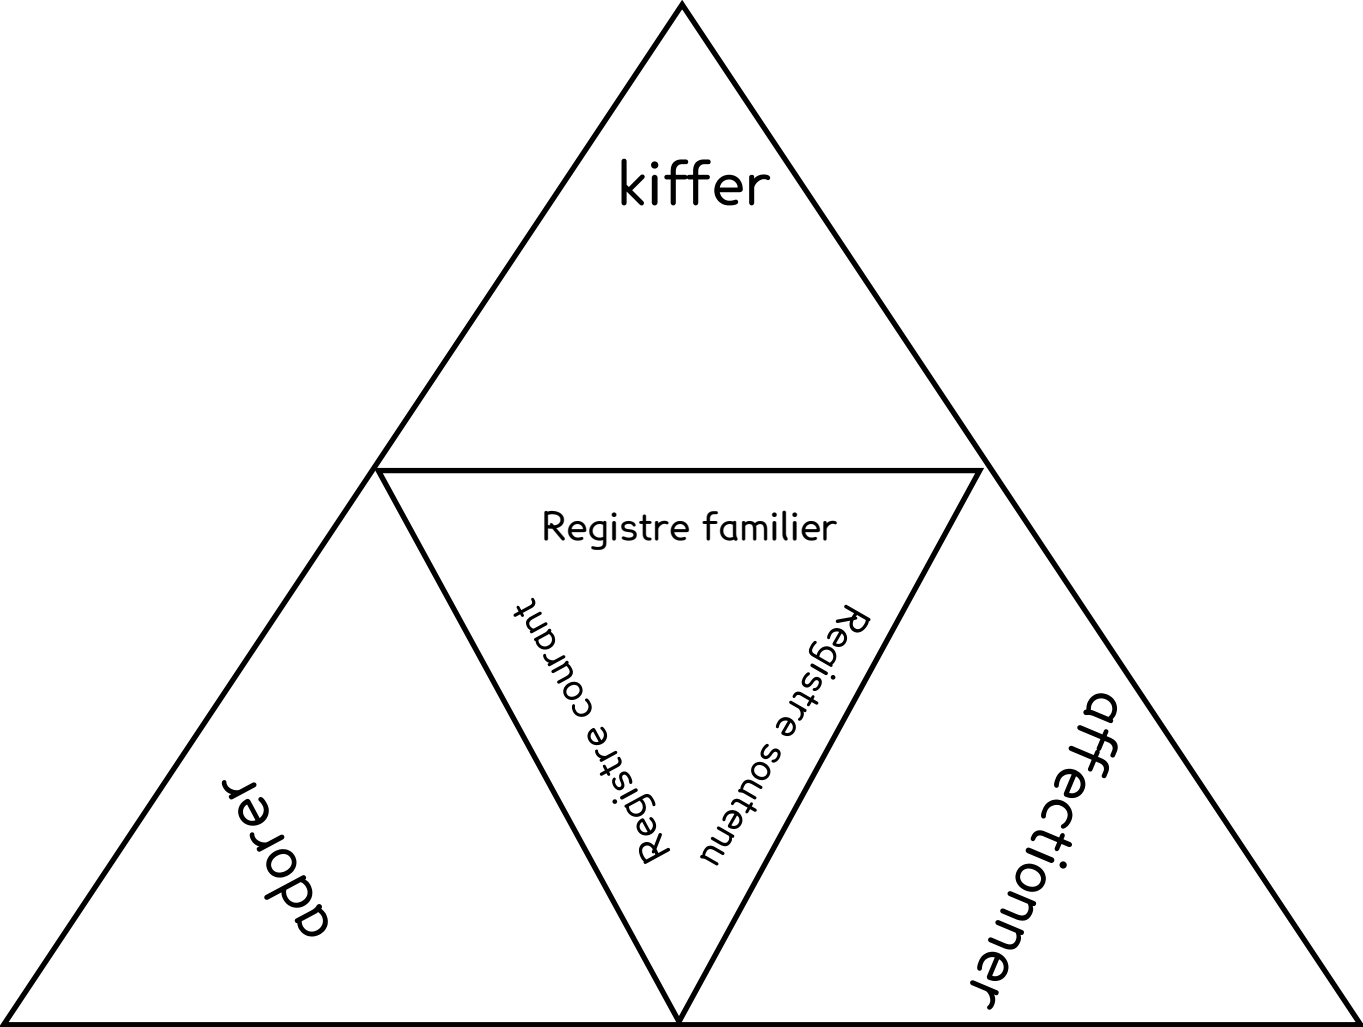 kiffer
Registre familier
Registre courant
Registre soutenu
adorer
affectionner